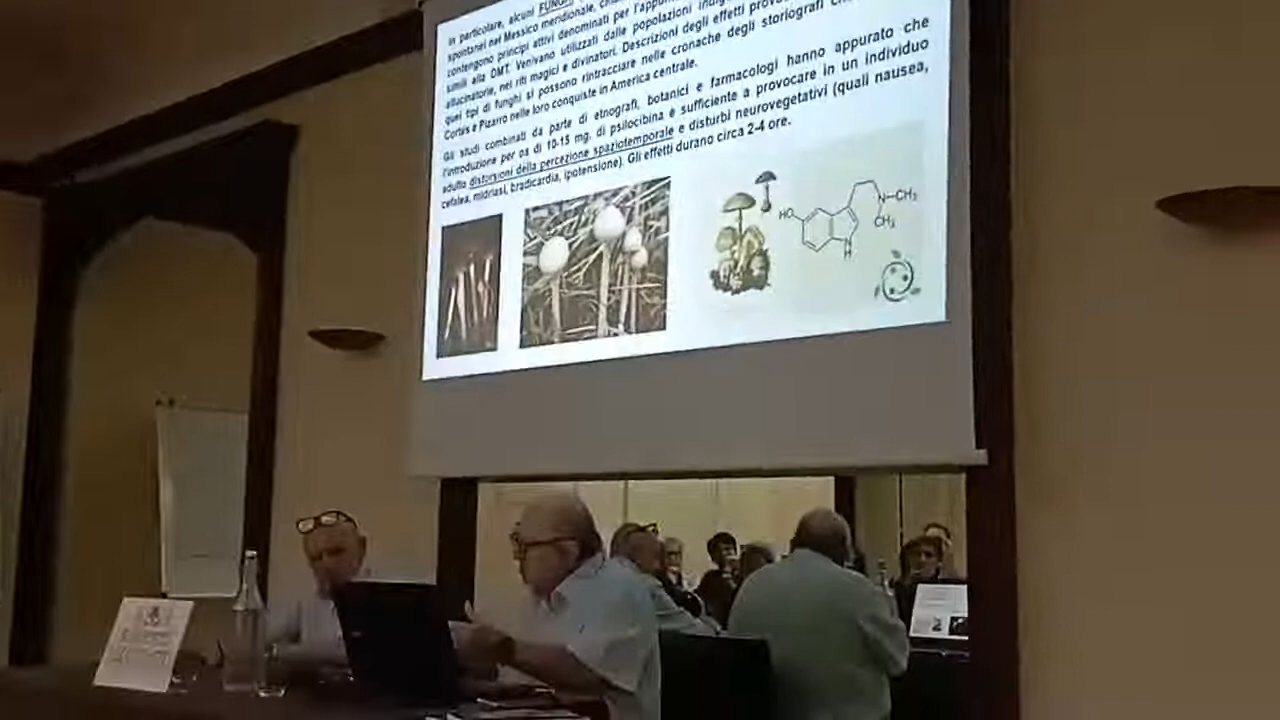 In particolare, alcuni FUNGHI
spontanei nel Messico meridionale,
contengono principi attivi denominati per l'appunto
simili alla DMT. Venivano utilizzati dalle popolazioni
allucinatorie, nei riti magici e divinatori. Descrizioni degli effetti
quei tipi di funghi si possono rintracciare nelle cronache degli storiografi
Cortés e Pizarro nelle loro conquiste in America centrale.
Gli studi combinati da parte di etnografi, botanici e farmacologi hanno appurato che
l'introduzione per os di 10-15 mg. di psilocibina è sufficiente a provocare in un individuo
adulto distorsioni della percezione spaziotemporale e disturbi neurovegetativi (quali nausea,
cefalea, midriasi, bradicardia, ipotensione). Gli effetti durano circa 2-4 ore.
HO
N
CH₃
CH₃
N
H